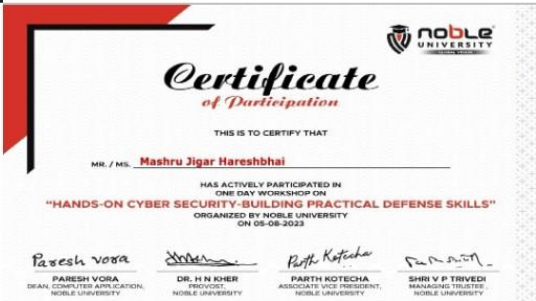 noble
UNIVERSITY
Certificate
of Participation
THIS IS TO CERTIFY THAT
MR. / MS. Mashru Jigar Hareshbhai
HAS ACTIVELY PARTICIPATED IN
ONE DAY WORKSHOP ON
"HANDS-ON CYBER SECURITY-BUILDING PRACTICAL DEFENSE SKILLS"
ORGANIZED BY NOBLE UNIVERSITY
ON 05-08-2023
Paresh vora
Parth Kotecha
PARESH VORA
DEAN, COMPUTER APPLICATION,
NOBLE UNIVERSITY
DR. H N KHER
PROVOST,
NOBLE UNIVERSITY
PARTH KOTECHA
ASSOCIATE VICE PRESIDENT,
NOBLE UNIVERSITY
SHRI V P TRIVEDI
MANAGING TRUSTEE,
NOBLE UNIVERSITY